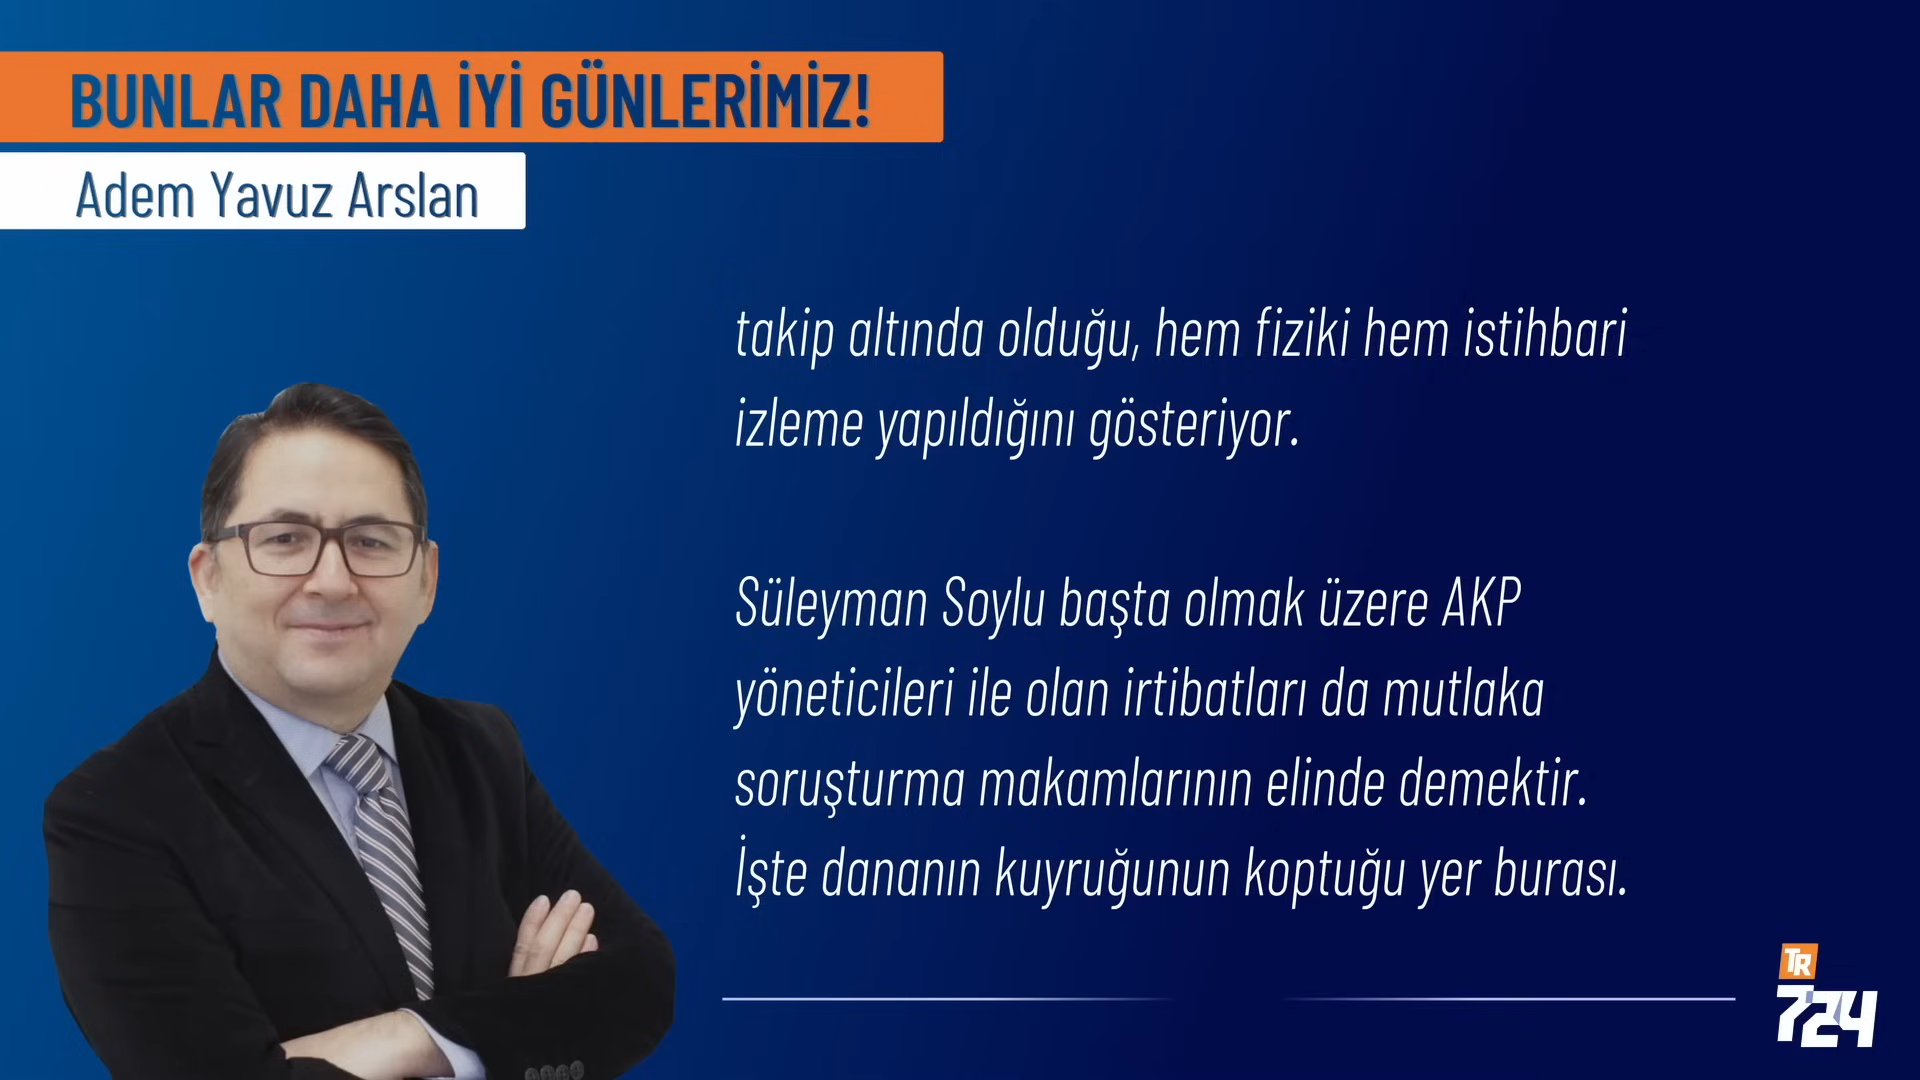 BUNLAR DAHA İYİ GÜNLERİMİZ!
Adem Yavuz Arslan
takip altında olduğu, hem fiziki hem istihbari
izleme yapıldığını gösteriyor.
Süleyman Soylu başta olmak üzere AKP
yöneticileri ile olan irtibatları da mutlaka
soruşturma makamlarının elinde demektir.
İşte dananın kuyruğunun koptuğu yer burası.
TR
724